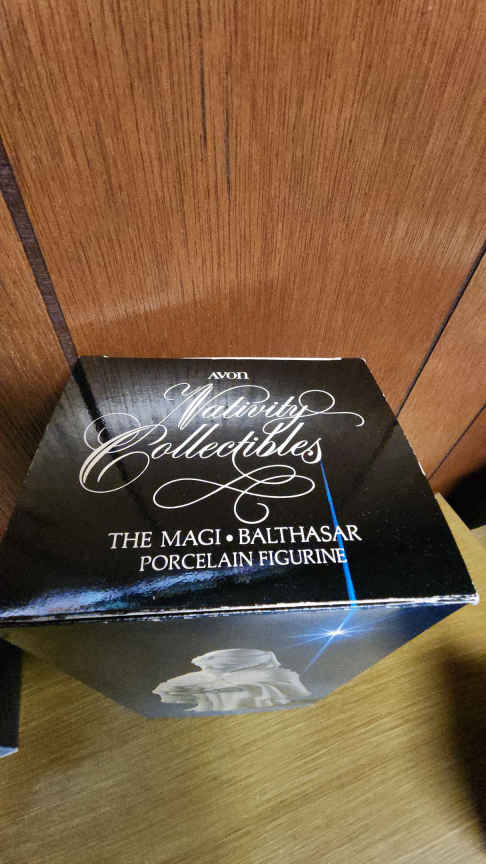 AVON
Nativity
Collectibles
THE MAGI • BALTHASAR
PORCELAIN FIGURINE